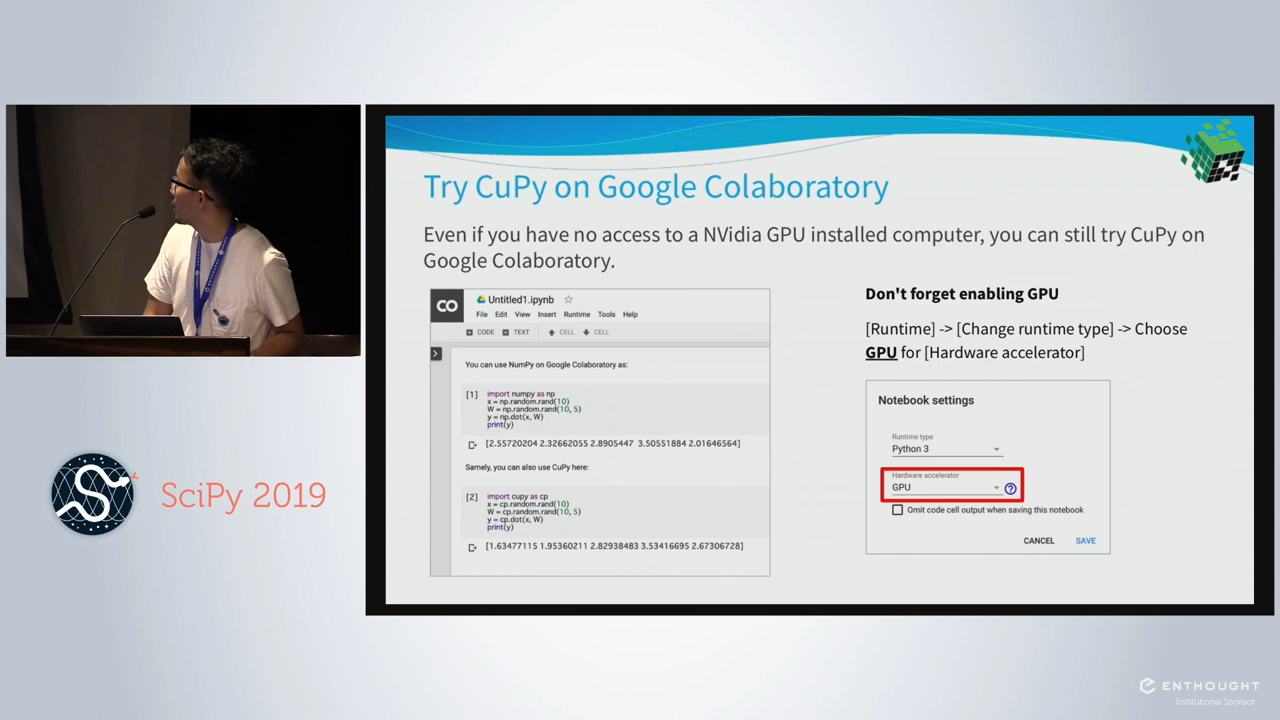 Try CuPy on Google Colaboratory
Even if you have no access to a NVidia GPU installed computer, you can still try CuPy on
Google Colaboratory.
CO
Untitled1.ipynb
File Edit View Insert Runtime Tools Help
CODE TEXT CELL CELL
You can use NumPy on Google Colaboratory as:
[1] import numpy as np
x = np.random.rand(10)
W = np.random.rand(10, 5)
y = np.dot(x, W)
print(y)
[2.55720204 2.32662055 2.8905447 3.50551884 2.01646564]
Samely, you can also use CuPy here:
[2] import cupy as cp
x = cp.random.rand(10)
W = cp.random.rand(10, 5)
y = cp.dot(x, W)
print(y)
[1.63477115 1.95360211 2.82938483 3.53416695 2.67306728]
Don't forget enabling GPU
[Runtime] -> [Change runtime type] -> Choose
GPU for [Hardware accelerator]
Notebook settings
Runtime type
Python 3
Hardware accelerator
GPU
?
Omit code cell output when saving this notebook
CANCEL SAVE
SciPy 2019
ENTHOUGHT
Institutional Sponsor